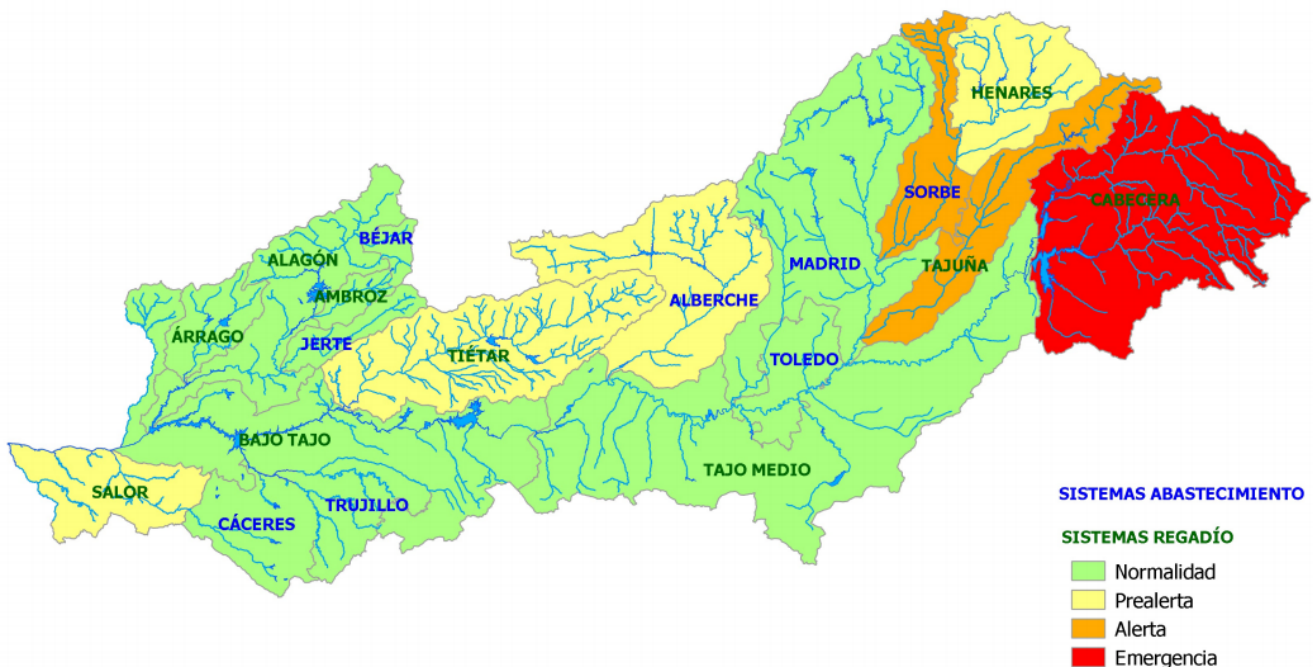 HENARES
SORBE
CABECERA
BÉJAR
ALAGÓN
MADRID
TAJUÑA
AMBROZ
ALBERCHE
ÁRRAGO
JERTE
TIÉTAR
TOLEDO
BAJO TAJO
TAJO MEDIO
SALOR
TRUJILLO
CÁCERES
SISTEMAS ABASTECIMIENTO
SISTEMAS REGADÍO
Normalidad
Prealerta
Alerta
Emergencia